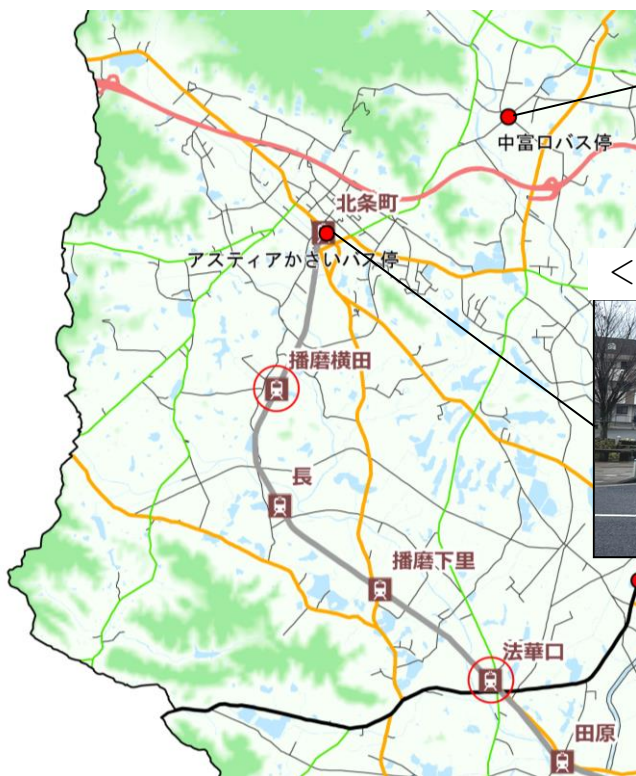 中富口バス停
北条町
アスティアかさいバス停
<
播磨横田
長
播磨下里
法華口
田原